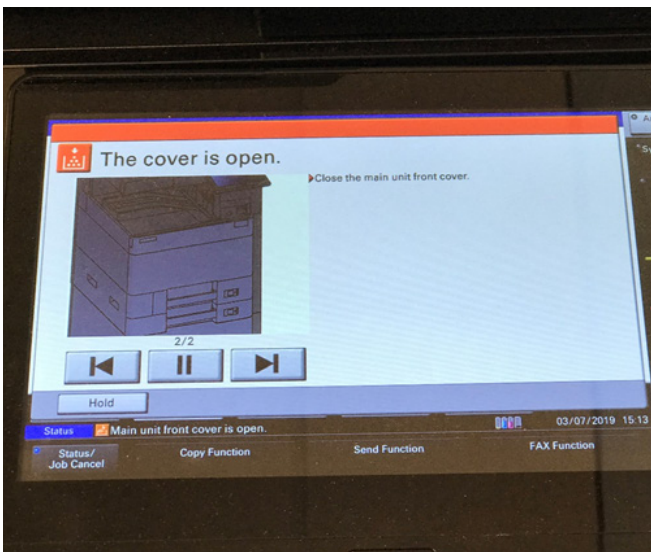 The cover is open.
Close the main unit front cover.
2/2
Hold
Status
Main unit front cover is open.
03/07/2019 15:13
Status/
Job Cancel
Copy Function
Send Function
FAX Function